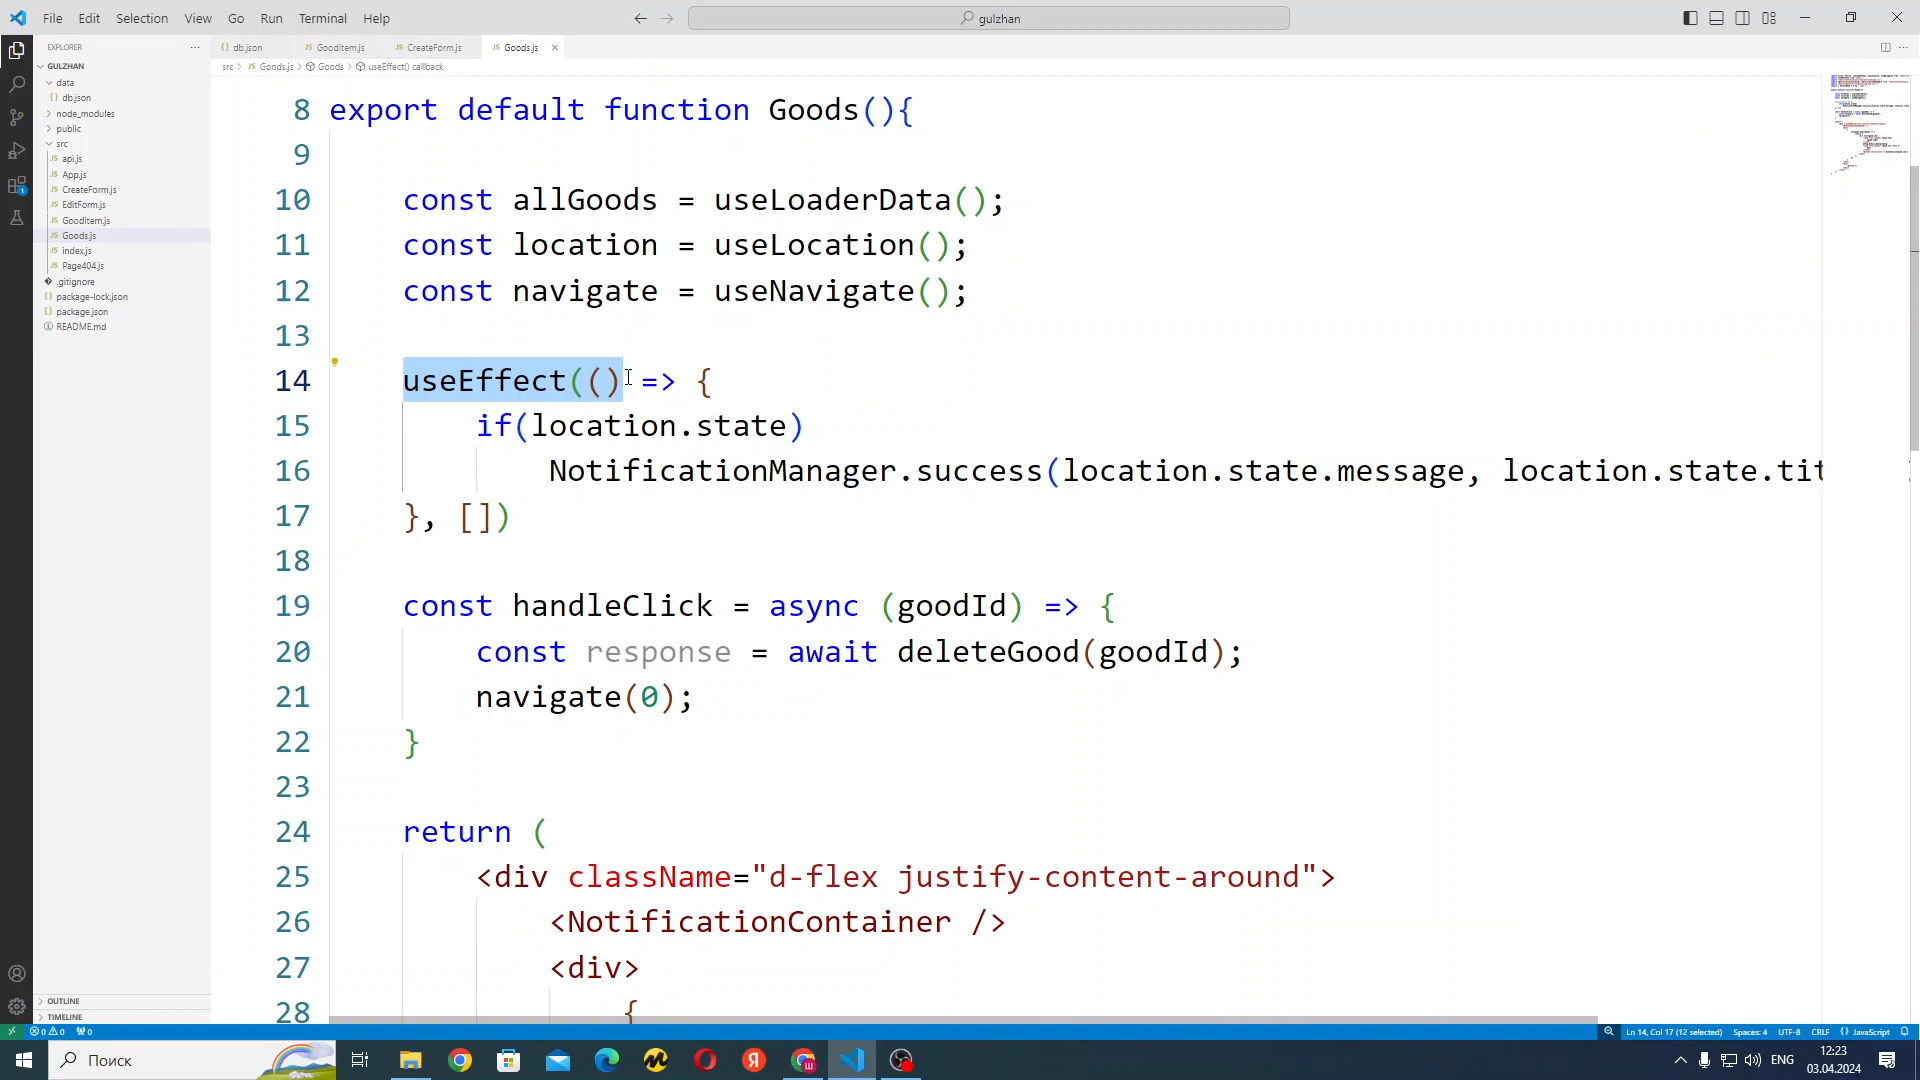 File Edit Selection View Go Run Terminal Help
gulzhan
EXPLORER
GULZHAN
data
db.json
node_modules
public
src
api.js
App.js
CreateForm.js
EditForm.js
GoodItem.js
Goods.js
index.js
Page404.js
.gitignore
package-lock.json
package.json
README.md
OUTLINE
TIMELINE
db.json GoodItem.js CreateForm.js Goods.js
src > Goods.js > Goods > useEffect() callback
8 export default function Goods(){
9
10 const allGoods = useLoaderData();
11 const location = useLocation();
12 const navigate = useNavigate();
13
14 useEffect(() => {
15 if(location.state)
16 NotificationManager.success(location.state.message, location.state.tit
17 }, [])
18
19 const handleClick = async (goodId) => {
20 const response = await deleteGood(goodId);
21 navigate(0);
22 }
23
24 return (
25 <div className="d-flex justify-content-around">
26 <NotificationContainer />
27 <div>
28 {
0 0 0 Ln 14, Col 17 (12 selected) Spaces: 4 UTF-8 CRLF {} JavaScript
Поиск
ENG
12:23
03.04.2024